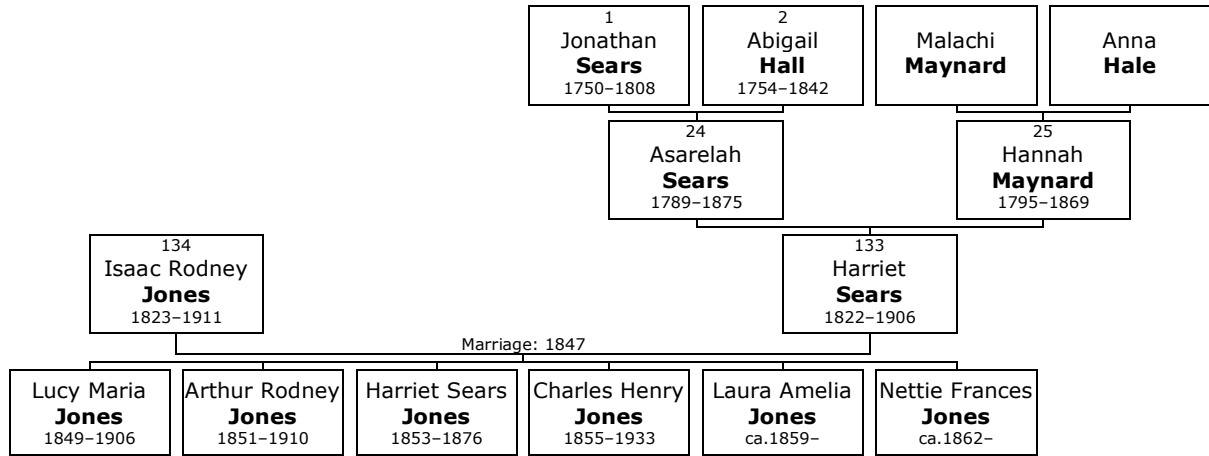 1
Jonathan
Sears
1750–1808
2
Abigail
Hall
1754–1842
Malachi
Maynard
Anna
Hale
24
Asarelah
Sears
1789–1875
25
Hannah
Maynard
1795–1869
134
Isaac Rodney
Jones
1823–1911
133
Harriet
Sears
1822–1906
Marriage: 1847
Lucy Maria
Jones
1849–1906
Arthur Rodney
Jones
1851–1910
Harriet Sears
Jones
1853–1876
Charles Henry
Jones
1855–1933
Laura Amelia
Jones
ca.1859–
Nettie Frances
Jones
ca.1862–